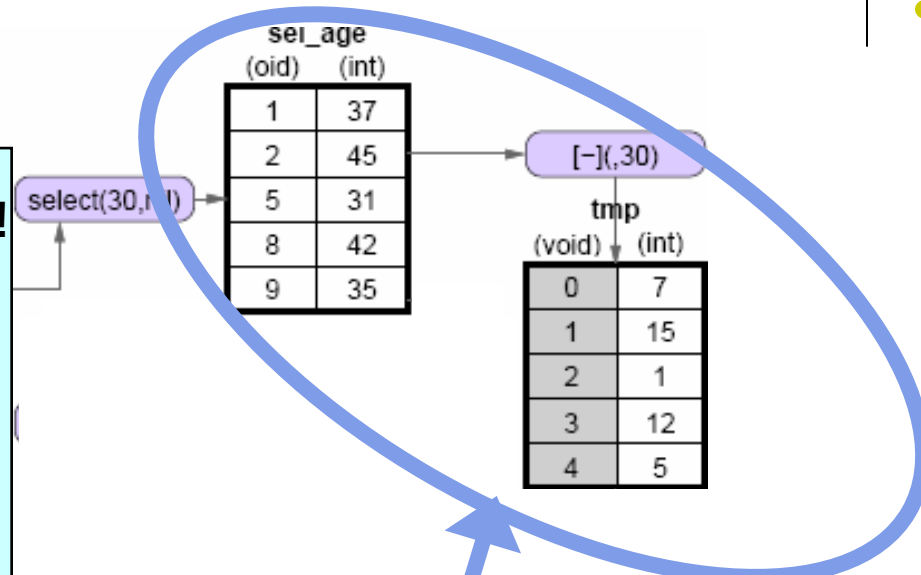 sel_age
(oid) (int)
1 37
2 45
5 31
8 42
9 35
select(30,nil)
!
[−](,30)
tmp
(void) (int)
0 7
1 15
2 1
3 12
4 5